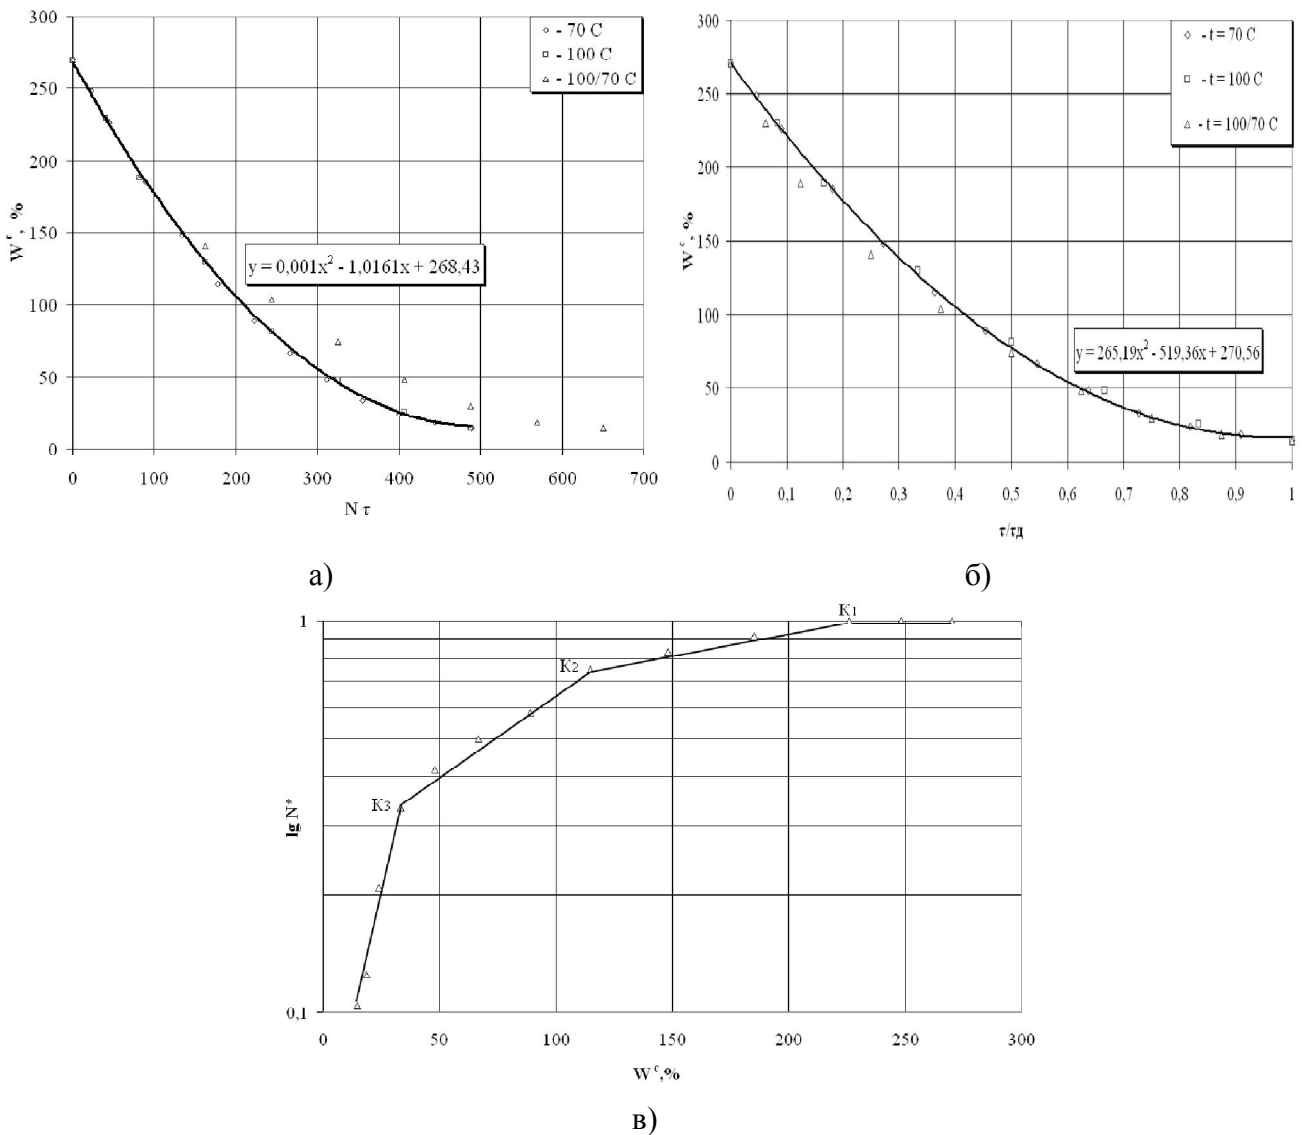 300
250
200
150
100
50
0
W c, %
- 70 C
- 100 C
- 100/70 C
y = 0,001x2 - 1,0161x + 268,43
0 100 200 300 400 500 600 700
N τ
а)
300
250
200
150
100
50
0
W c, %
- t = 70 C
- t = 100 C
- t = 100/70 C
y = 265,19x2 - 519,36x + 270,56
0 0,1 0,2 0,3 0,4 0,5 0,6 0,7 0,8 0,9 1
τ/τд
б)
1
К1
К2
К3
lg N*
0,1
0 50 100 150 200 250 300
W c,%
в)